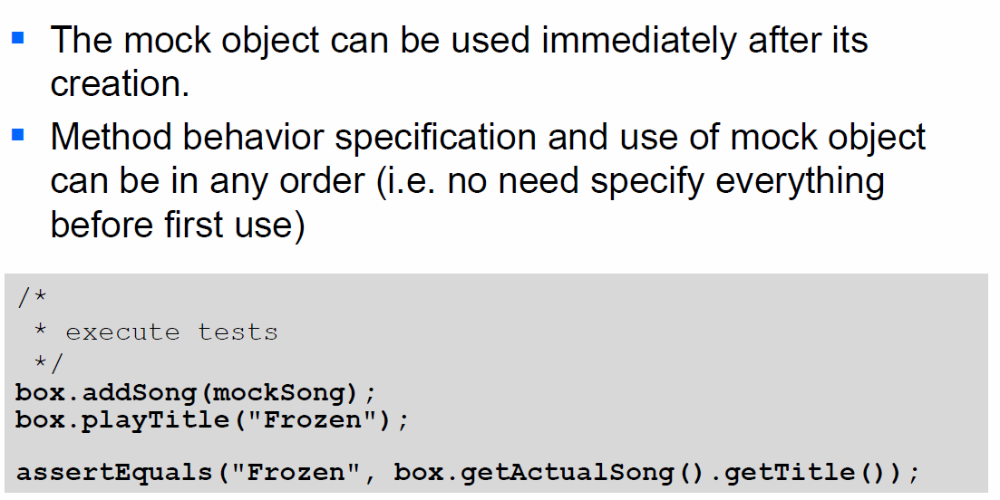 ▪ The mock object can be used immediately after its
creation.
▪ Method behavior specification and use of mock object
can be in any order (i.e. no need specify everything
before first use)
/*
 * execute tests
 */
box.addSong(mockSong);
box.playTitle("Frozen");
assertEquals("Frozen", box.getActualSong().getTitle());